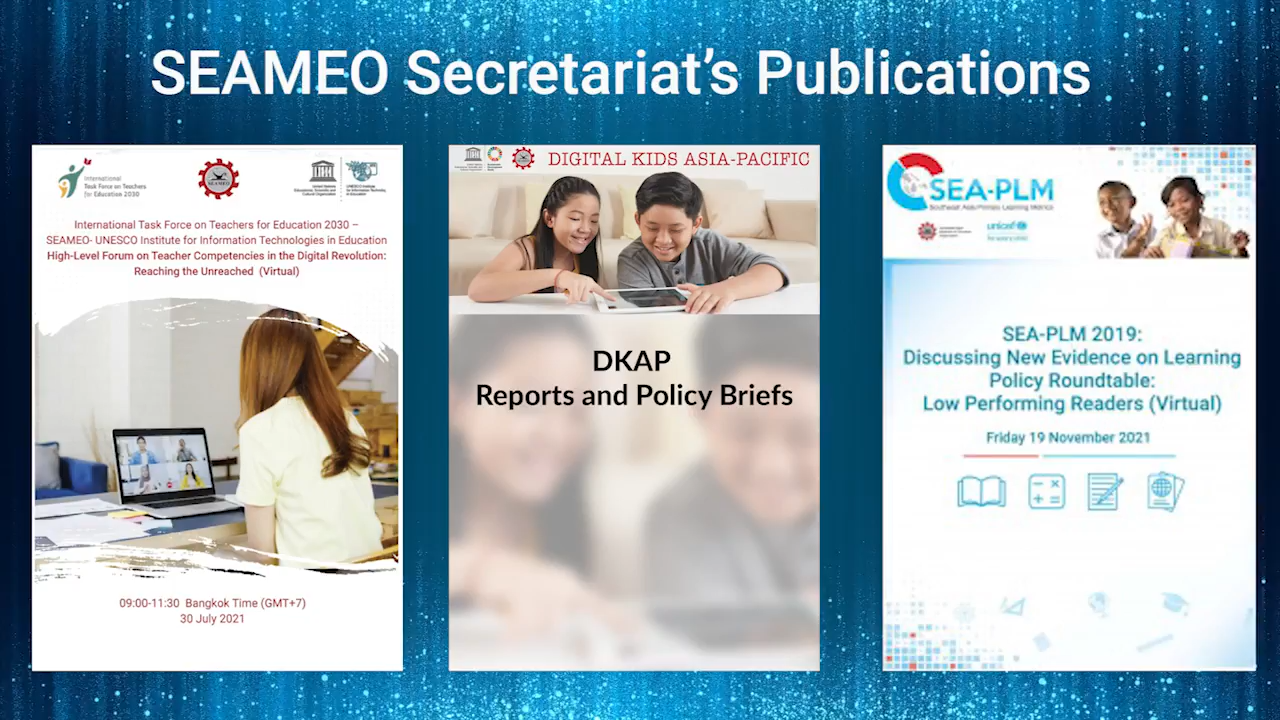 SEAMEO Secretariat's Publications
International
Task Force on Teachers
for Education 2030
SEAMEO
International Task Force on Teachers for Education 2030 –
SEAMEO- UNESCO Institute for Information Technologies in Education
High-Level Forum on Teacher Competencies in the Digital Revolution:
Reaching the Unreached (Virtual)
09:00-11:30 Bangkok Time (GMT+7)
30 July 2021
DIGITAL KIDS ASIA-PACIFIC
DKAP
Reports and Policy Briefs
SEA-PLM
Southeast Asia Primary Learning Metrics
unicef
for every child
SEA-PLM 2019:
Discussing New Evidence on Learning
Policy Roundtable:
Low Performing Readers (Virtual)
Friday 19 November 2021